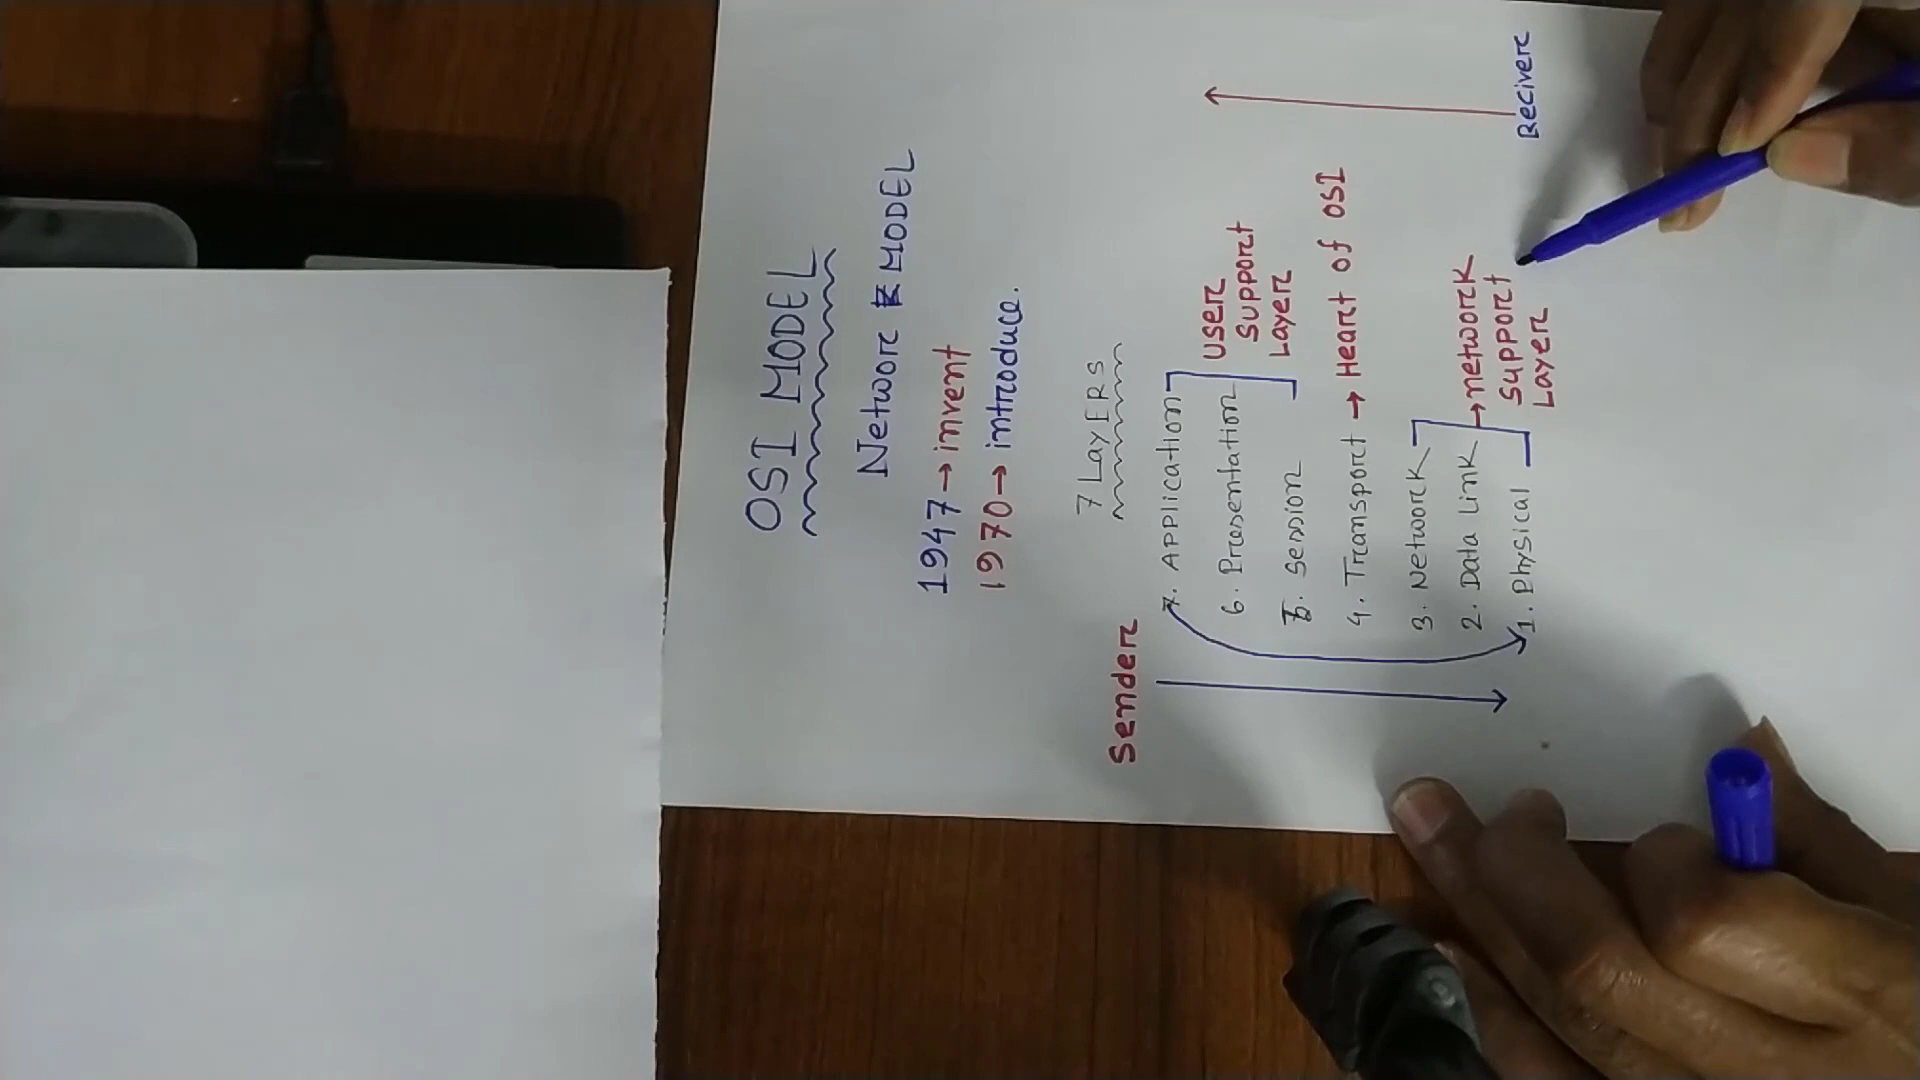 OSI MODEL
Network MODEL
1947 → invent
1970 → introduce.
7 LayERS
Sender
7. APPlication
6. Presentation
5. Session
User
Support
Layer
4. Transport → Heart of OSI
3. Network
2. Data Link
1. Physical
→ network
Support
Layer
Reciver